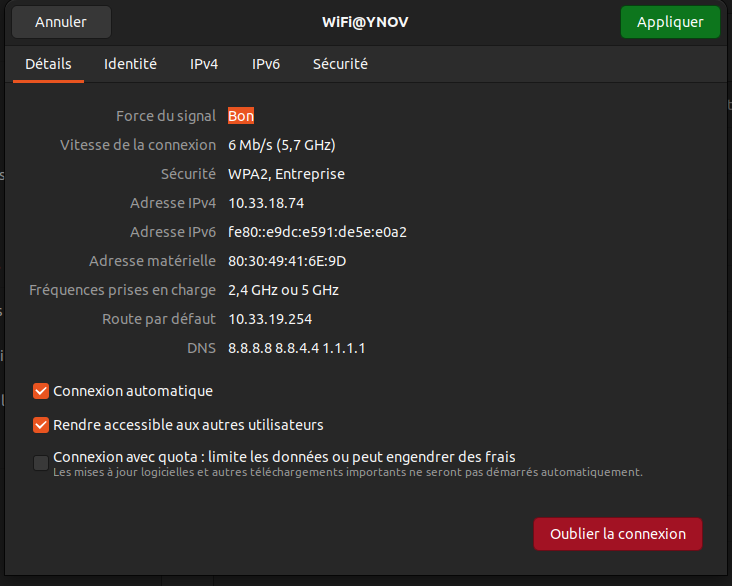 Annuler WiFi@YNOV Appliquer
Détails Identité IPv4 IPv6 Sécurité
Force du signal Bon
Vitesse de la connexion 6 Mb/s (5,7 GHz)
Sécurité WPA2, Entreprise
Adresse IPv4 10.33.18.74
Adresse IPv6 fe80::e9dc:e591:de5e:e0a2
Adresse matérielle 80:30:49:41:6E:9D
Fréquences prises en charge 2,4 GHz ou 5 GHz
Route par défaut 10.33.19.254
DNS 8.8.8.8 8.8.4.4 1.1.1.1
Connexion automatique
Rendre accessible aux autres utilisateurs
Connexion avec quota : limite les données ou peut engendrer des frais
Les mises à jour logicielles et autres téléchargements importants ne seront pas démarrés automatiquement.
Oublier la connexion